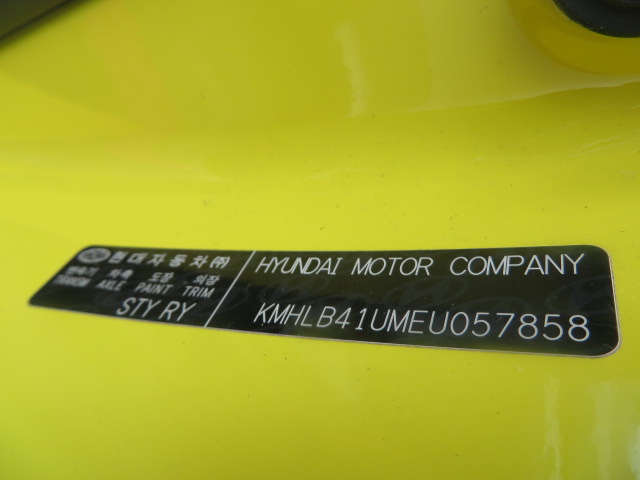 현대자동차(주)
변속기 차축 도장 외장
TRANSM AXLE PAINT TRIM
STY RY
HYUNDAI MOTOR COMPANY
KMHLB41UMEU057858